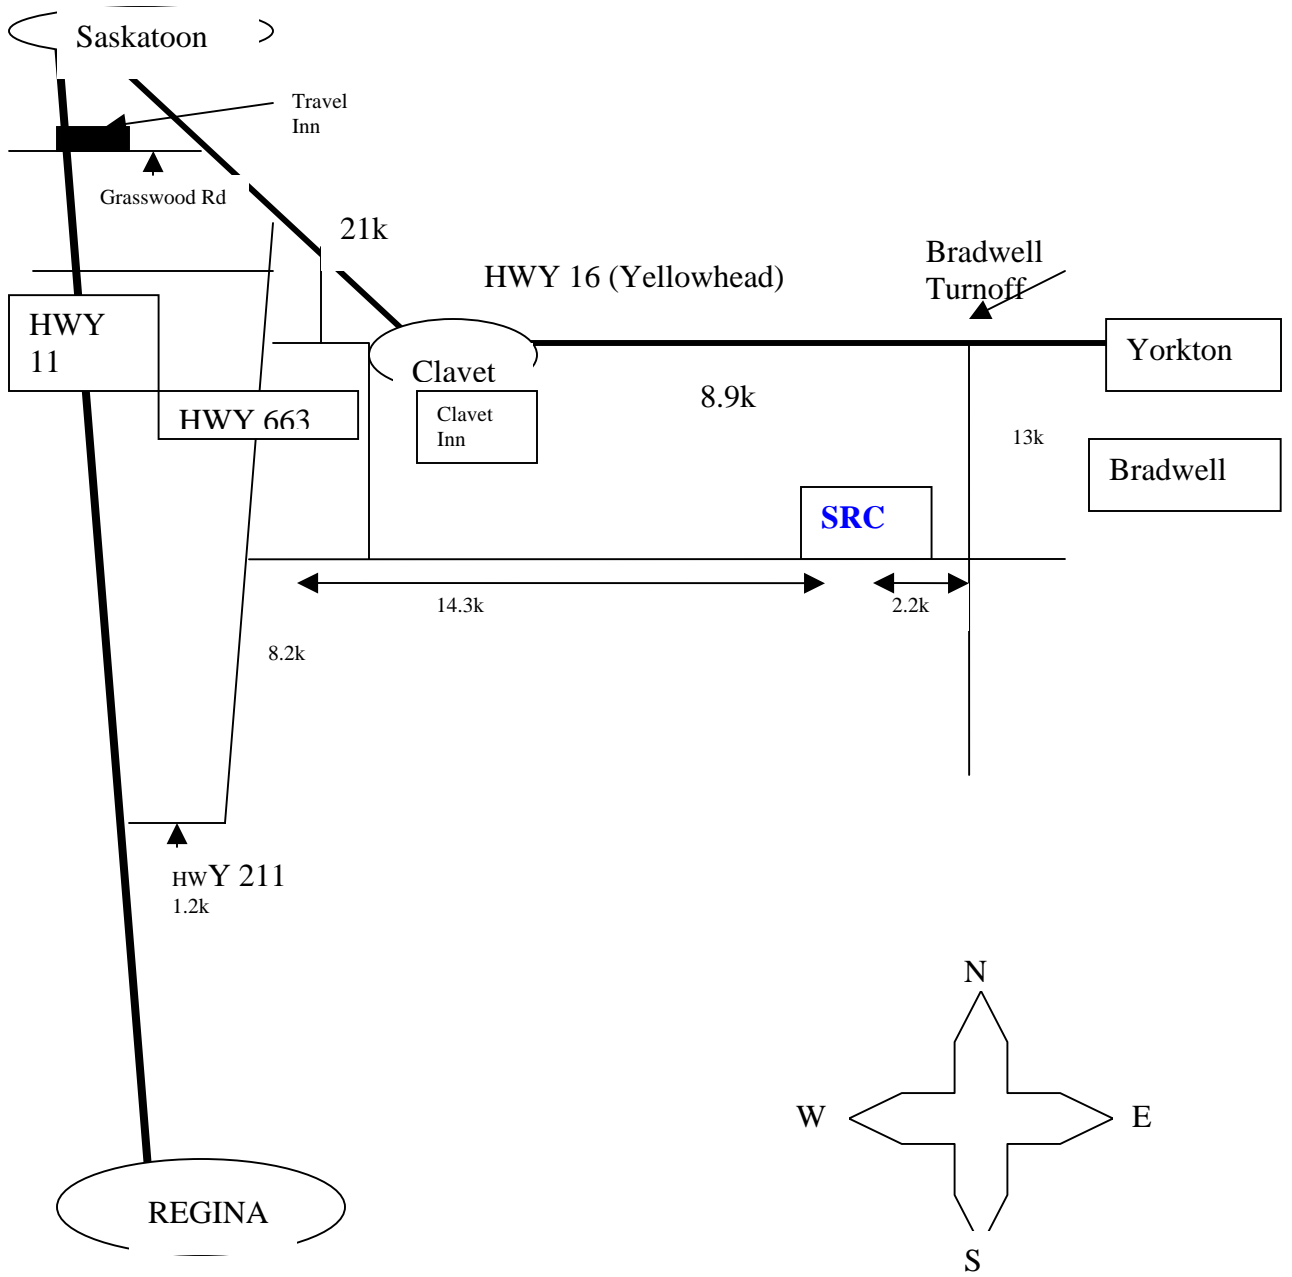 Saskatoon
Travel
Inn
Grasswood Rd
21k
Bradwell
Turnoff
HWY 16 (Yellowhead)
HWY
11
Yorkton
Clavet
8.9k
HWY 663
Clavet
Inn
13k
Bradwell
SRC
14.3k
2.2k
8.2k
HWY 211
1.2k
N
W
E
S
REGINA